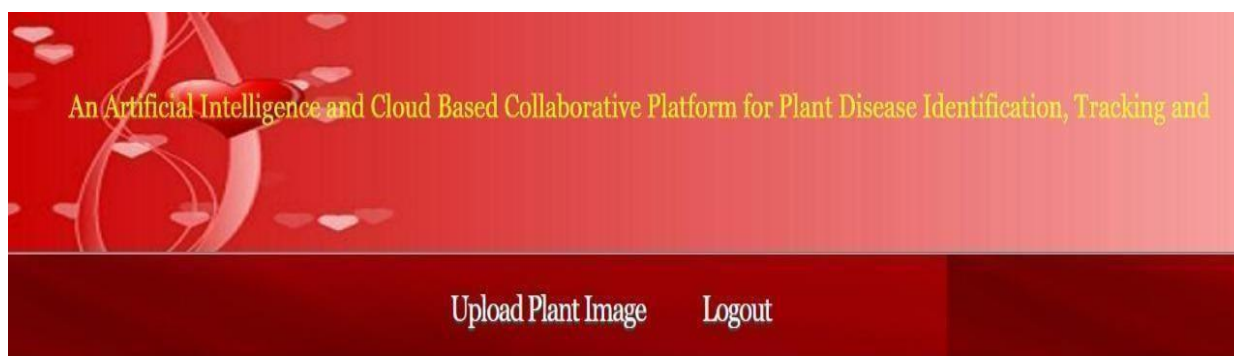 An Artificial Intelligence and Cloud Based Collaborative Platform for Plant Disease Identification, Tracking and
Upload Plant Image Logout